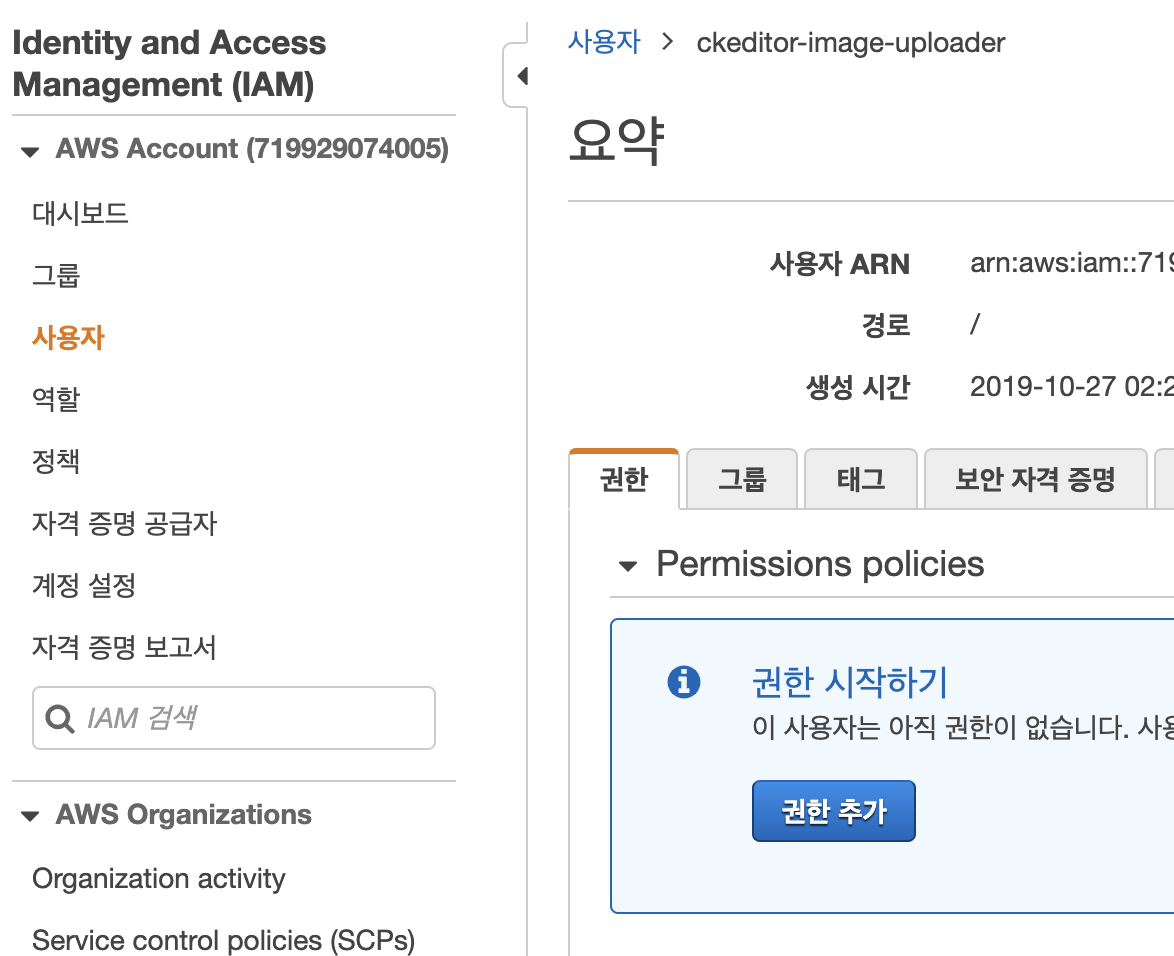 Identity and Access
Management (IAM)
AWS Account (719929074005)
대시보드
그룹
사용자
역할
정책
자격 증명 공급자
계정 설정
자격 증명 보고서
IAM 검색
AWS Organizations
Organization activity
Service control policies (SCPs)
사용자 > ckeditor-image-uploader
요약
사용자 ARN arn:aws:iam::719
경로 /
생성 시간 2019-10-27 02:2
권한 그룹 태그 보안 자격 증명
Permissions policies
권한 시작하기
이 사용자는 아직 권한이 없습니다. 사용
권한 추가